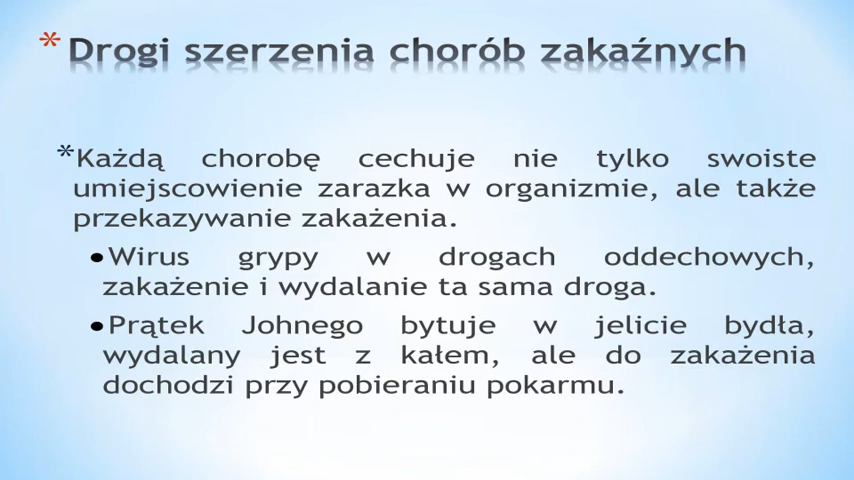 * Drogi szerzenia chorób zakaźnych
* Każdą chorobę cechuje nie tylko swoiste
umiejscowienie zarazka w organizmie, ale także
przekazywanie zakażenia.
• Wirus grypy w drogach oddechowych,
zakażenie i wydalanie ta sama droga.
• Prątek Johnego bytuje w jelicie bydła,
wydalany jest z kałem, ale do zakażenia
dochodzi przy pobieraniu pokarmu.